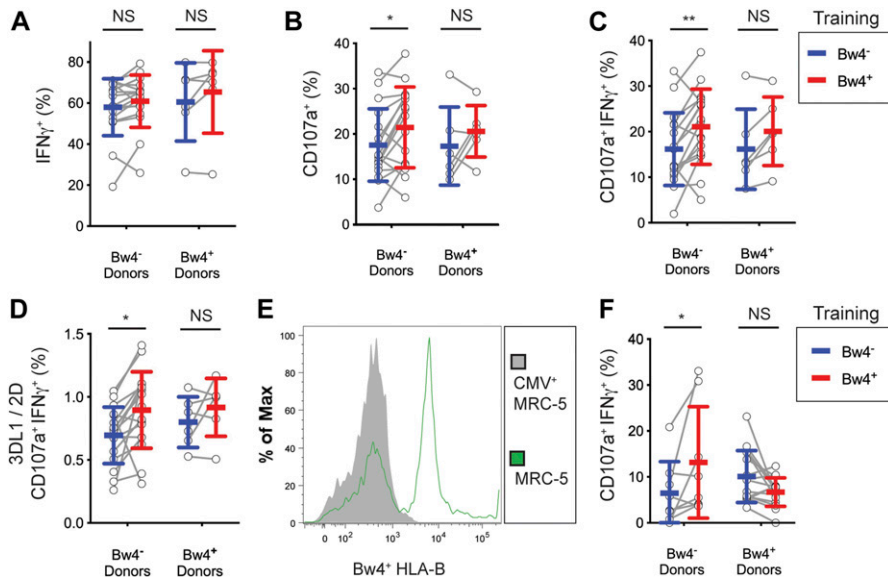 A
NS
NS
IFNγ⁺ (%)
100
80
60
40
20
0
Bw4⁻
Donors
Bw4⁺
Donors
B
*
NS
CD107a⁺ (%)
40
30
20
10
0
Bw4⁻
Donors
Bw4⁺
Donors
C
**
NS
CD107a⁺ IFNγ⁺ (%)
40
30
20
10
0
Bw4⁻
Donors
Bw4⁺
Donors
Training
Bw4⁻
Bw4⁺
D
*
NS
3DL1 / 2D
CD107a⁺ IFNγ⁺ (%)
1.5
1.0
0.5
0.0
Bw4⁻
Donors
Bw4⁺
Donors
E
% of Max
100
80
60
40
20
0
0
10²
10³
10⁴
10⁵
Bw4⁺ HLA-B
CMV⁺
MRC-5
MRC-5
F
*
NS
CD107a⁺ IFNγ⁺ (%)
40
30
20
10
0
Bw4⁻
Donors
Bw4⁺
Donors
Training
Bw4⁻
Bw4⁺